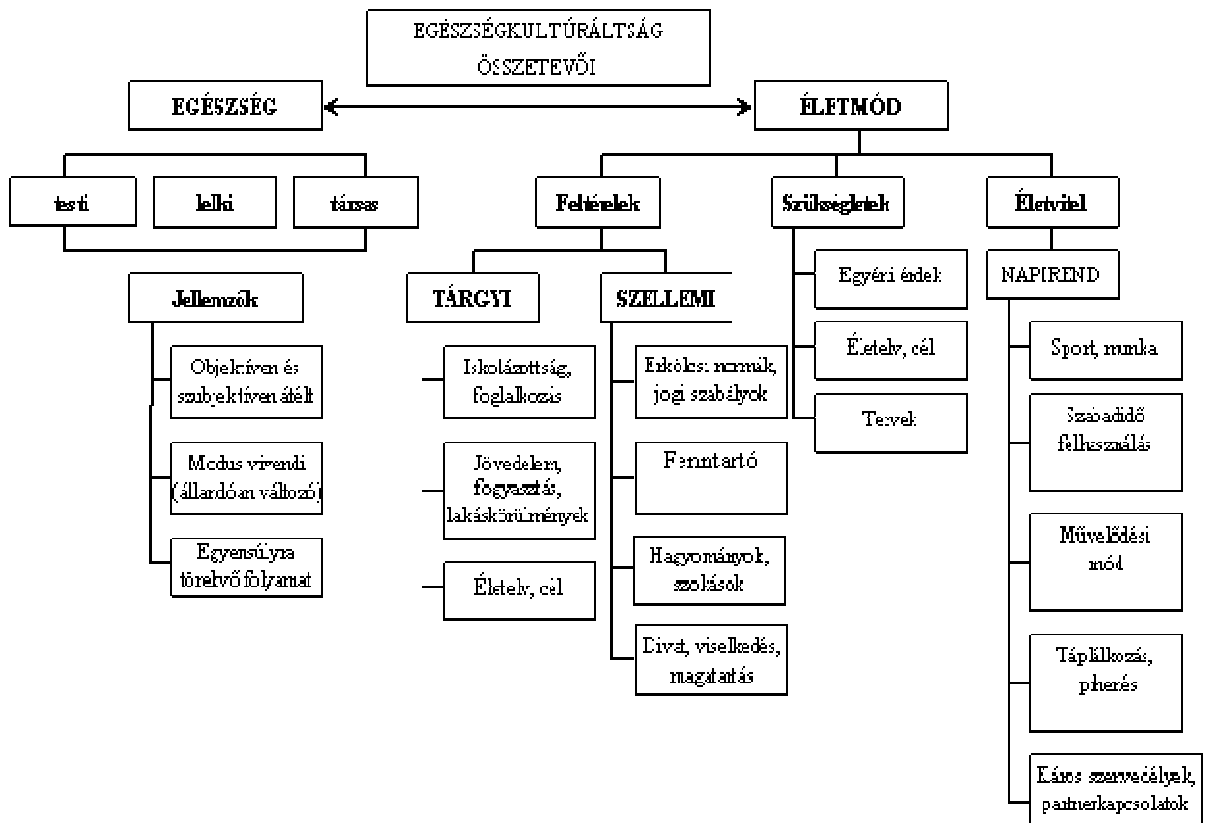 EGÉSZSÉGKULTÚRÁLTSÁG
ÖSSZETEVŐI
EGÉSZSÉG
ÉLETMÓD
testi
lelki
társas
Feltételek
Szükségletek
Életvitel
Jellemzők
TÁRGYI
SZELLEMI
Egyéni érdek
NAPIREND
Objektíven és
szubjektíven átélt
Iskolázottság,
foglalkozás
Erkölcsi normák,
jogi szabályok
Életelv, cél
Sport, munka
Tervek
Szabadidő
felhasználás
Modus vivendi
(állandóan változó)
Jövedelem,
fogyasztás,
lakáskörülmények
Fenntartó
Egyensúlyra
törekvő folyamat
Életelv, cél
Hagyományok,
szokások
Művelődési
mód
Divat, viselkedés,
magatartás
Táplálkozás,
pihenés
Káros szenvedélyek,
partnerkapcsolatok